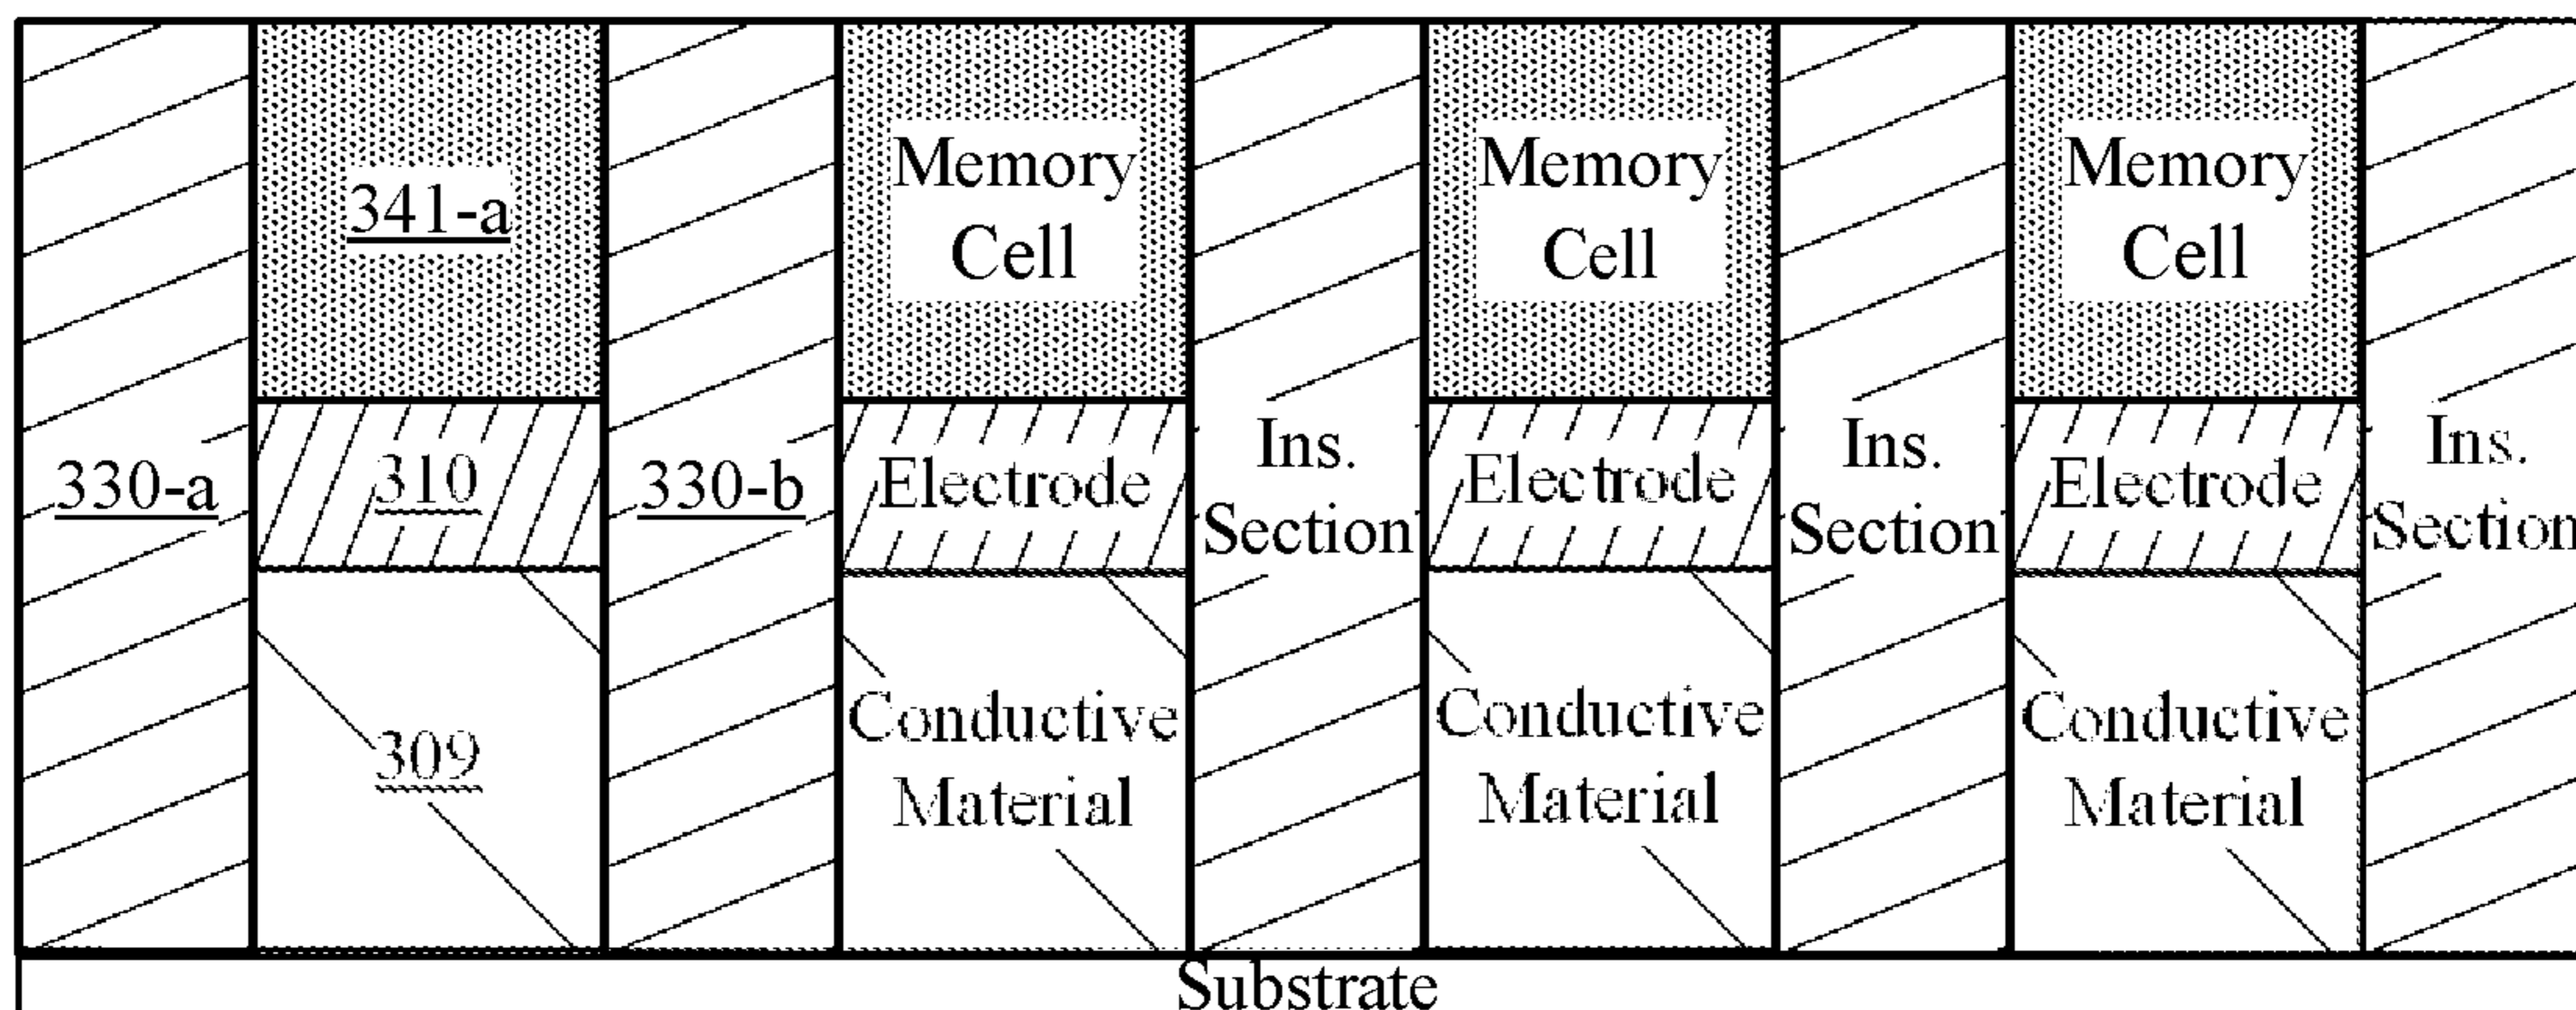 341-a
Memory
Cell
Memory
Cell
Memory
Cell
330-a
310
330-b
Electrode
Ins.
Section
Electrode
Ins.
Section
Electrode
Ins.
Section
309
Conductive
Material
Conductive
Material
Conductive
Material
Substrate